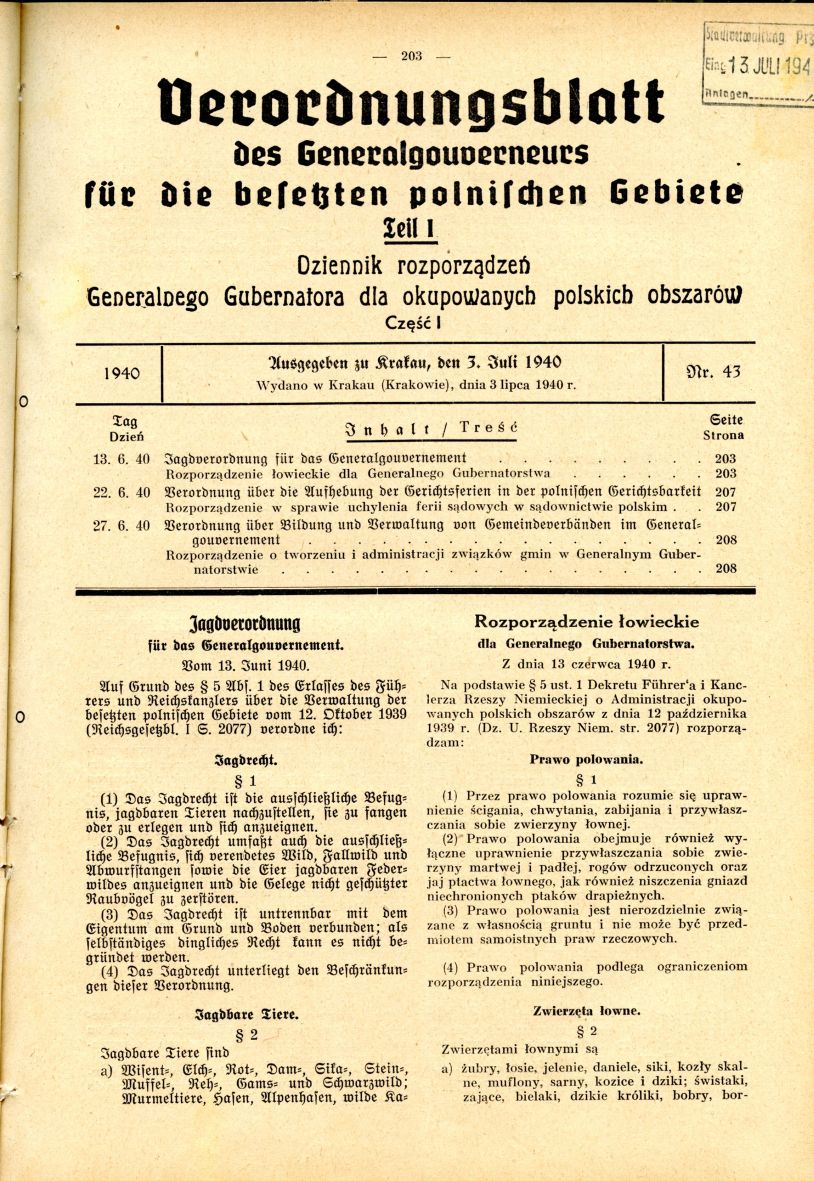 — 203 —
Stadtverwaltung
Eing. 13 JULI 194
Anlagen
Verordnungsblatt
des Generalgouverneurs
für die besetzten polnischen Gebiete
Teil I
Dziennik rozporządzeń
Generalnego Gubernatora dla okupowanych polskich obszarów
Część I
1940
Ausgegeben zu Krakau, den 3. Juli 1940
Wydano w Krakau (Krakowie), dnia 3 lipca 1940 r.
Nr. 43
Tag
Dzień
Inhalt / Treść
Seite
Strona
13. 6. 40 Jagdverordnung für das Generalgouvernement . . . . . . . . . 203
Rozporządzenie łowieckie dla Generalnego Gubernatorstwa . . . . . . 203
22. 6. 40 Verordnung über die Aufhebung der Gerichtsferien in der polnischen Gerichtsbarkeit 207
Rozporządzenie w sprawie uchylenia ferii sądowych w sądownictwie polskim . . 207
27. 6. 40 Verordnung über Bildung und Verwaltung von Gemeindeverbänden im General-
gouvernement . . . . . . . . . . . . . . . . 208
Rozporządzenie o tworzeniu i administracji związków gmin w Generalnym Guber-
natorstwie . . . . . . . . . . . . . . . . . 208
Jagdverordnung
für das Generalgouvernement.
Vom 13. Juni 1940.
Auf Grund des § 5 Abs. 1 des Erlasses des Füh-
rers und Reichskanzlers über die Verwaltung der
besetzten polnischen Gebiete vom 12. Oktober 1939
(Reichsgesetzbl. I S. 2077) verordne ich:
Jagdrecht.
§ 1
(1) Das Jagdrecht ist die ausschließliche Befug-
nis, jagdbaren Tieren nachzustellen, sie zu fangen
oder zu erlegen und sich anzueignen.
(2) Das Jagdrecht umfaßt auch die ausschließ-
liche Befugnis, sich verendetes Wild, Fallwild und
Abwurfstangen sowie die Eier jagdbaren Feder-
wildes anzueignen und die Gelege nicht geschützter
Raubvögel zu zerstören.
(3) Das Jagdrecht ist untrennbar mit dem
Eigentum am Grund und Boden verbunden; als
selbständiges dingliches Recht kann es nicht be-
gründet werden.
(4) Das Jagdrecht unterliegt den Beschränkun-
gen dieser Verordnung.
Jagdbare Tiere.
§ 2
Jagdbare Tiere sind
a) Wisent-, Elch-, Rot-, Dam-, Sika-, Stein-,
Muffel-, Reh-, Gams- und Schwarzwild;
Murmeltiere, Hasen, Alpenhasen, wilde Ka-
Rozporządzenie łowieckie
dla Generalnego Gubernatorstwa.
Z dnia 13 czerwca 1940 r.
Na podstawie § 5 ust. 1 Dekretu Führer'a i Kanc-
lerza Rzeszy Niemieckiej o Administracji okupo-
wanych polskich obszarów z dnia 12 października
1939 r. (Dz. U. Rzeszy Niem. str. 2077) rozporzą-
dzam:
Prawo polowania.
§ 1
(1) Przez prawo polowania rozumie się upraw-
nienie ścigania, chwytania, zabijania i przywłasz-
czania sobie zwierzyny łownej.
(2) Prawo polowania obejmuje również wy-
łączne uprawnienie przywłaszczania sobie zwie-
rzyny martwej i padłej, rogów odrzuconych oraz
jaj ptactwa łownego, jak również niszczenia gniazd
niechronionych ptaków drapieżnych.
(3) Prawo polowania jest nierozdzielnie zwią-
zane z własnością gruntu i nie może być przed-
miotem samoistnych praw rzeczowych.
(4) Prawo polowania podlega ograniczeniom
rozporządzenia niniejszego.
Zwierzęta łowne.
§ 2
Zwierzętami łownymi są
a) żubry, łosie, jelenie, daniele, siki, kozły skal-
ne, muflony, sarny, kozice i dziki; świstaki,
zające, bielaki, dzikie króliki, bobry, bor-